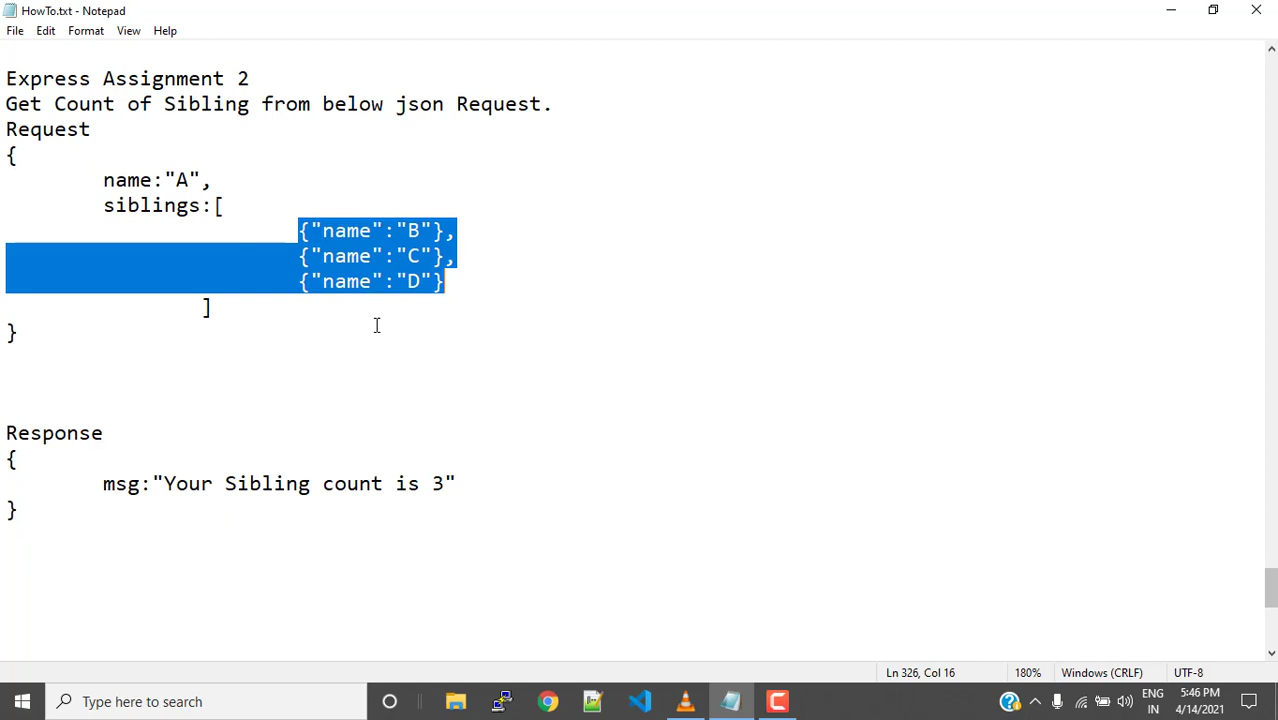 HowTo.txt - Notepad
File Edit Format View Help
Express Assignment 2
Get Count of Sibling from below json Request.
Request
{
name:"A",
siblings:[
{"name":"B"},
{"name":"C"},
{"name":"D"}
]
}
Response
{
msg:"Your Sibling count is 3"
}
Ln 326, Col 16 180% Windows (CRLF) UTF-8
Type here to search
ENG 5:46 PM
IN 4/14/2021